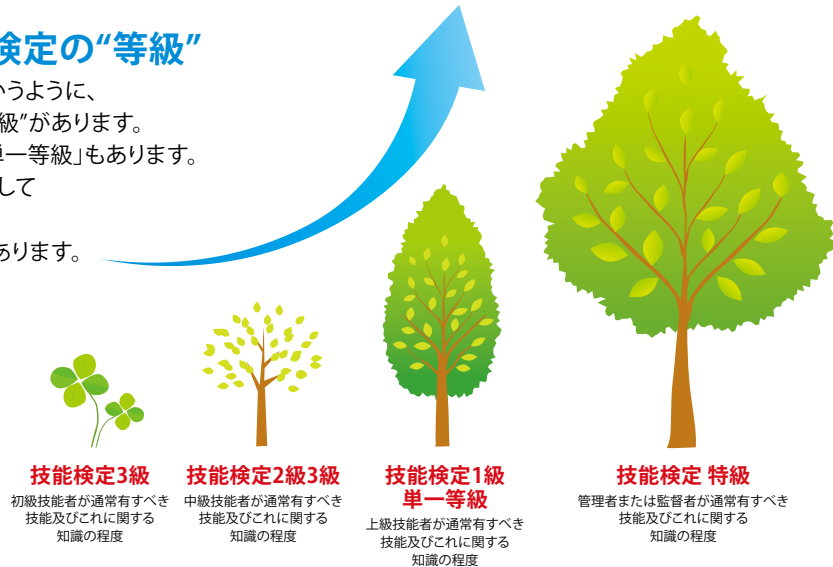 検定の“等級”
いうように、
級”があります。
単一等級」もあります。
して
あります。
技能検定3級
初級技能者が通常有すべき
技能及びこれに関する
知識の程度
技能検定2級3級
中級技能者が通常有すべき
技能及びこれに関する
知識の程度
技能検定1級
単一等級
上級技能者が通常有すべき
技能及びこれに関する
知識の程度
技能検定 特級
管理者または監督者が通常有すべき
技能及びこれに関する
知識の程度